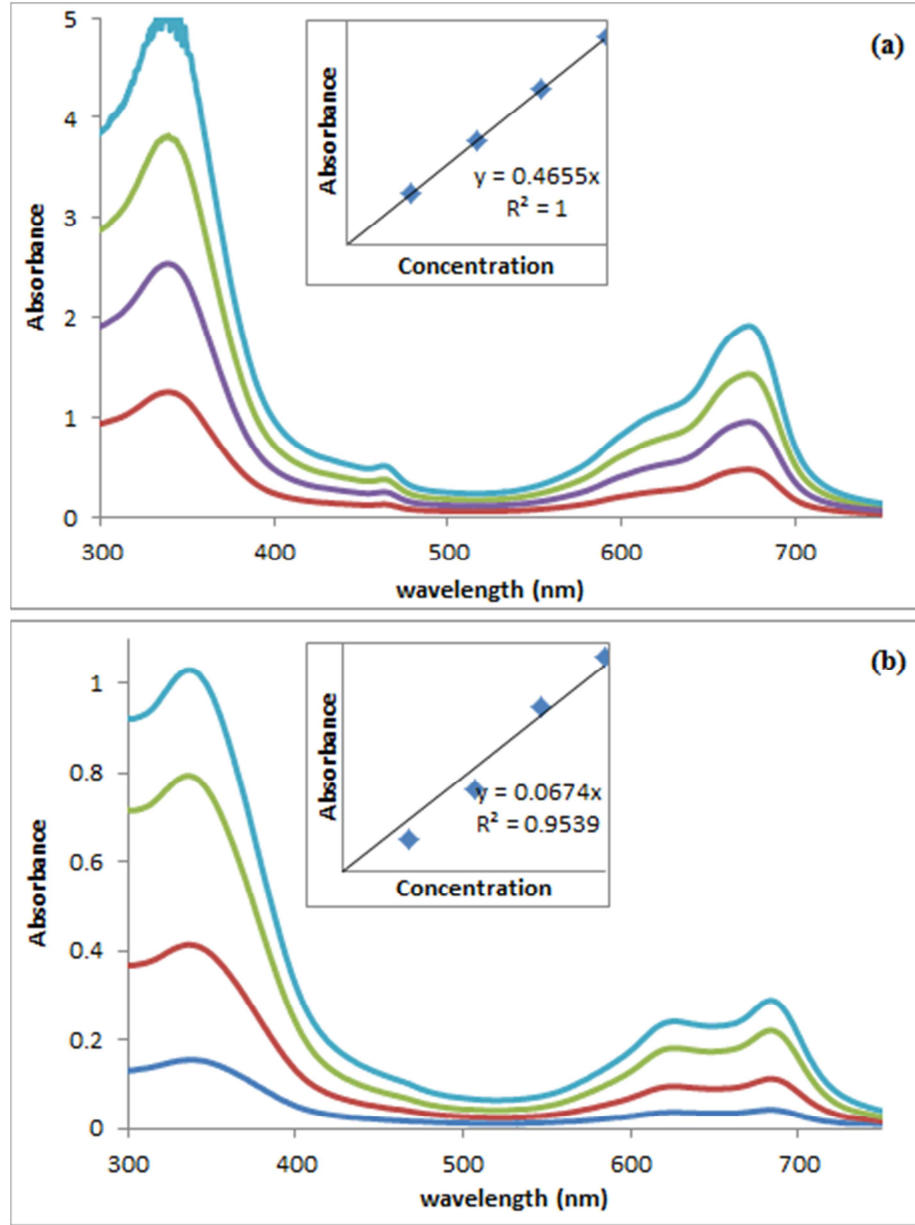 (a)
5
4
3
2
1
0
Absorbance
300 400 500 600 700
wavelength (nm)
Absorbance
y = 0.4655x
R² = 1
Concentration
(b)
1
0.8
0.6
0.4
0.2
0
Absorbance
300 400 500 600 700
wavelength (nm)
Absorbance
y = 0.0674x
R² = 0.9539
Concentration